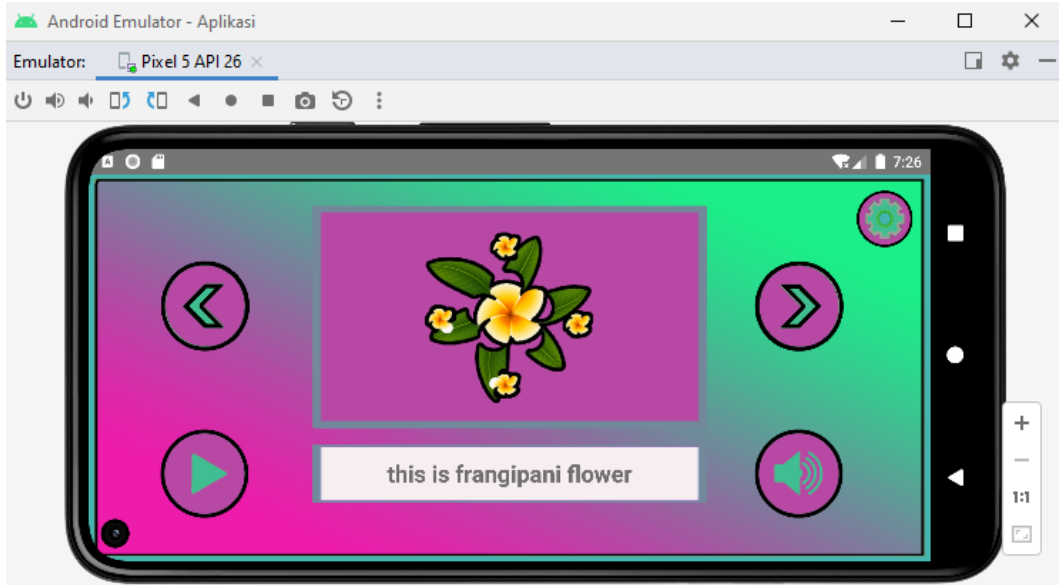 Android Emulator - Aplikasi
Emulator: Pixel 5 API 26
7:26
this is frangipani flower
1:1